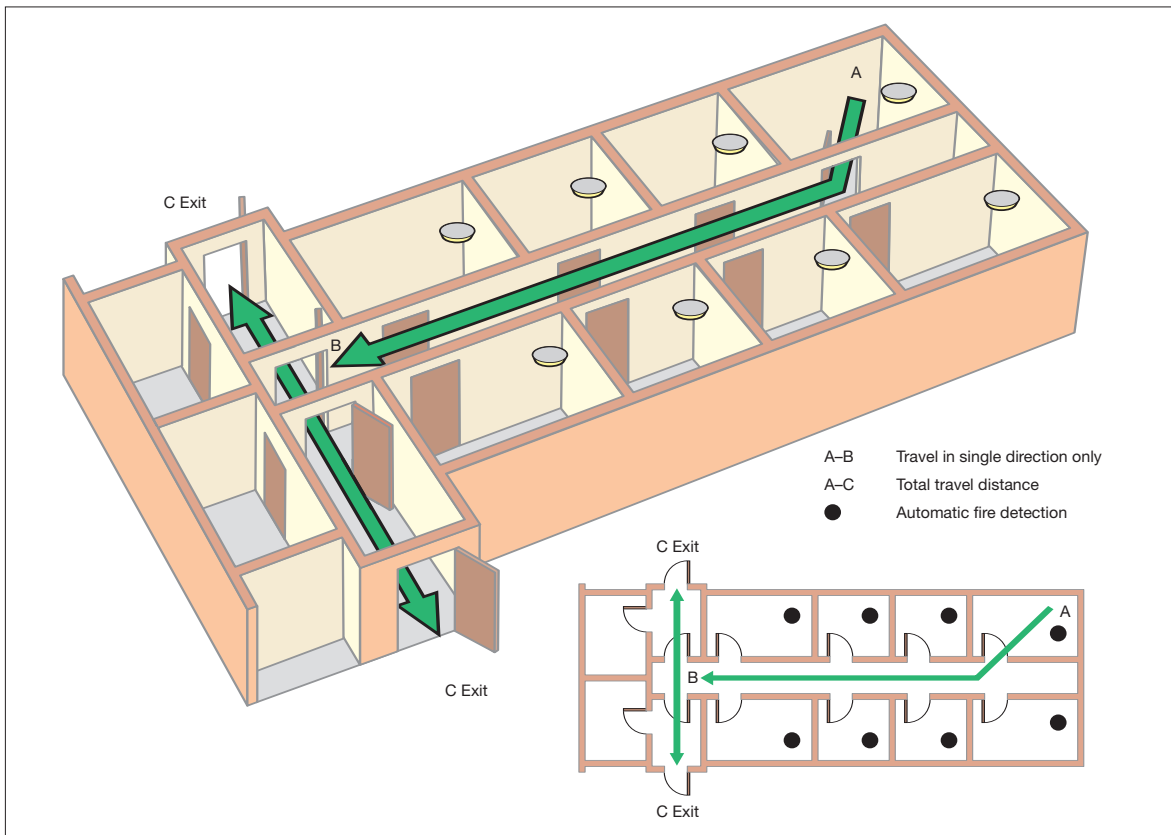 A
C Exit
B
A–B Travel in single direction only
A–C Total travel distance
Automatic fire detection
C Exit
C Exit
A
B
C Exit